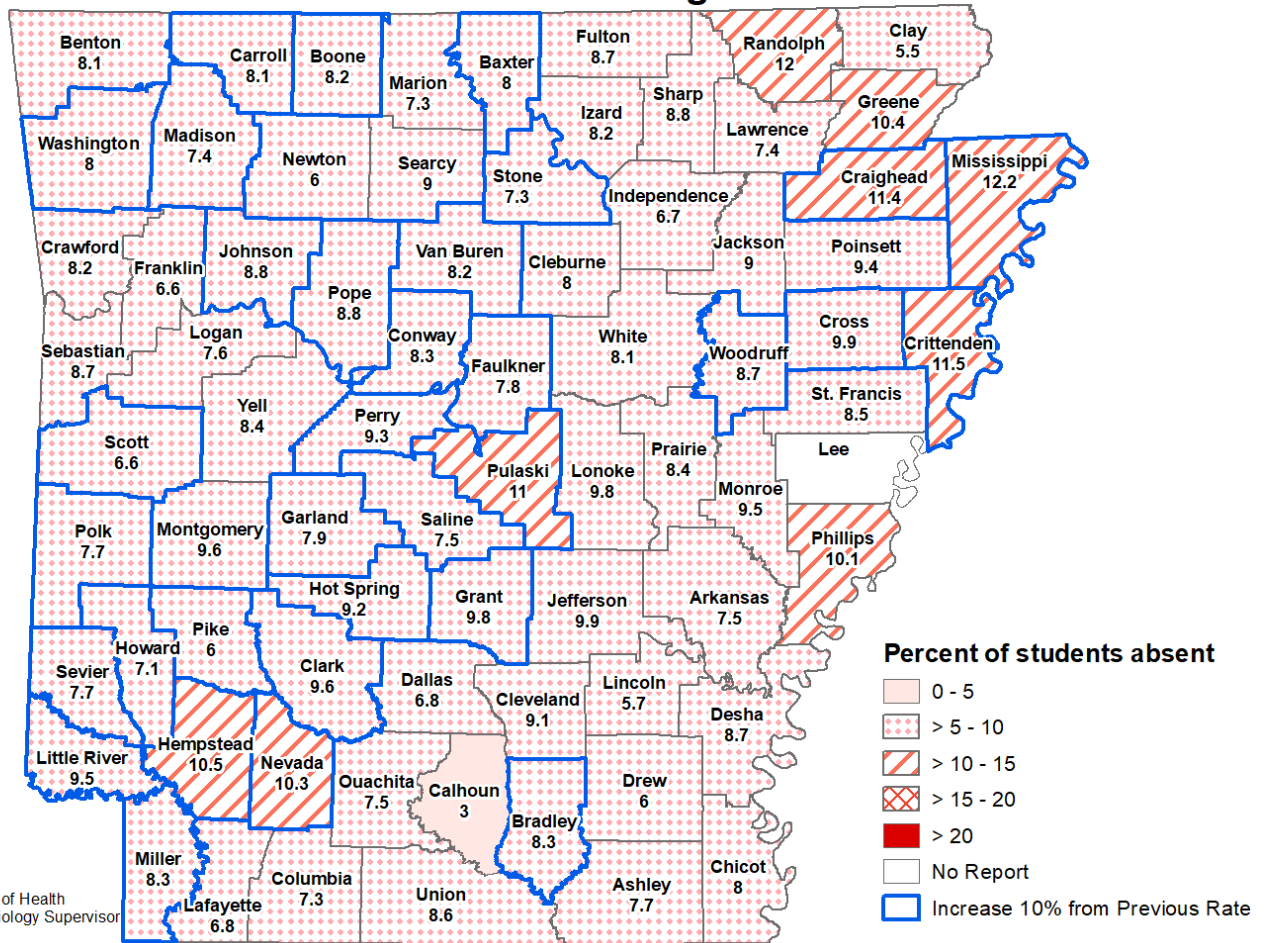 Benton
8.1
Carroll
8.1
Boone
8.2
Marion
7.3
Baxter
8
Fulton
8.7
Randolph
12
Clay
5.5
Sharp
8.8
Izard
8.2
Greene
10.4
Lawrence
7.4
Washington
8
Madison
7.4
Newton
6
Searcy
9
Stone
7.3
Independence
6.7
Craighead
11.4
Mississippi
12.2
Jackson
9
Poinsett
9.4
Crawford
8.2
Franklin
6.6
Johnson
8.8
Van Buren
8.2
Cleburne
8
Pope
8.8
Conway
8.3
Logan
7.6
Sebastian
8.7
Faulkner
7.8
White
8.1
Woodruff
8.7
Cross
9.9
Crittenden
11.5
St. Francis
8.5
Yell
8.4
Perry
9.3
Scott
6.6
Pulaski
11
Lonoke
9.8
Prairie
8.4
Lee
Monroe
9.5
Polk
7.7
Montgomery
9.6
Garland
7.9
Saline
7.5
Phillips
10.1
Hot Spring
9.2
Grant
9.8
Jefferson
9.9
Arkansas
7.5
Pike
6
Howard
7.1
Sevier
7.7
Clark
9.6
Dallas
6.8
Cleveland
9.1
Lincoln
5.7
Desha
8.7
Little River
9.5
Hempstead
10.5
Nevada
10.3
Ouachita
7.5
Calhoun
3
Bradley
8.3
Drew
6
Miller
8.3
Lafayette
6.8
Columbia
7.3
Union
8.6
Ashley
7.7
Chicot
8
Percent of students absent
0 - 5
> 5 - 10
> 10 - 15
> 15 - 20
> 20
No Report
Increase 10% from Previous Rate
of Health
ology Supervisor